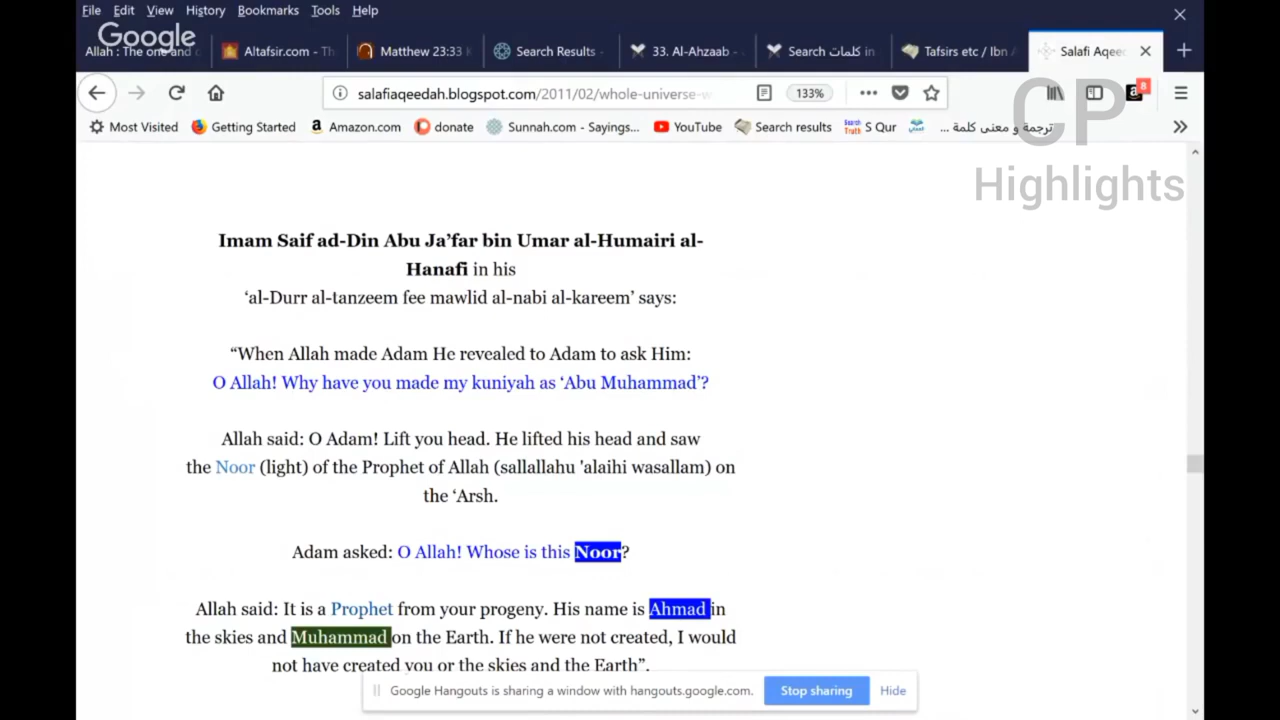 File Edit View History Bookmarks Tools Help
Google
Allah : The one and
Altafsir.com - Th
Matthew 23:33
Search Results -
33. Al-Ahzaab -
Search كلمات in
Tafsirs etc / Ibn
Salafi Aqee
salafiaqeedah.blogspot.com/2011/02/whole-universe-w
133%
8
Most Visited Getting Started Amazon.com donate Sunnah.com - Sayings... YouTube Search results S Qur ترجمة و معنى كلمة ...
CP
Highlights
Imam Saif ad-Din Abu Ja’far bin Umar al-Humairi al-
Hanafi in his
‘al-Durr al-tanzeem fee mawlid al-nabi al-kareem’ says:
“When Allah made Adam He revealed to Adam to ask Him:
O Allah! Why have you made my kuniyah as ‘Abu Muhammad’?
Allah said: O Adam! Lift you head. He lifted his head and saw
the Noor (light) of the Prophet of Allah (sallallahu 'alaihi wasallam) on
the ‘Arsh.
Adam asked: O Allah! Whose is this Noor?
Allah said: It is a Prophet from your progeny. His name is Ahmad in
the skies and Muhammad on the Earth. If he were not created, I would
not have created you or the skies and the Earth”.
Google Hangouts is sharing a window with hangouts.google.com. Stop sharing Hide